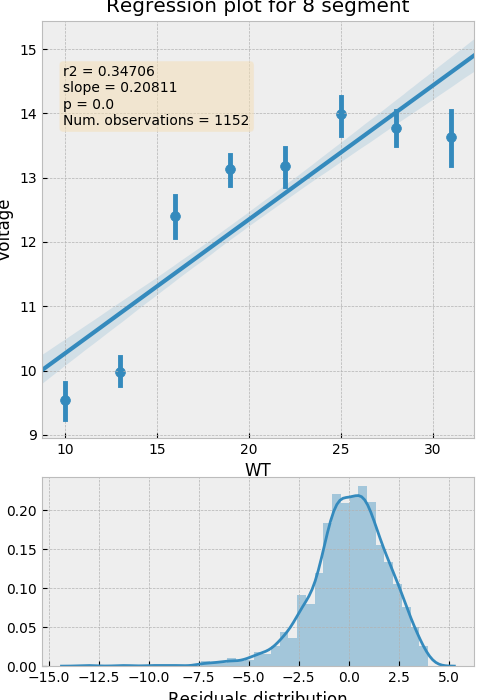 Regression plot for 8 segment
15
r2 = 0.34706
slope = 0.20811
p = 0.0
Num. observations = 1152
14
13
12
11
10
9
Voltage
10 15 20 25 30
WT
0.20
0.15
0.10
0.05
0.00
−15.0 −12.5 −10.0 −7.5 −5.0 −2.5 0.0 2.5 5.0
Residuals distribution